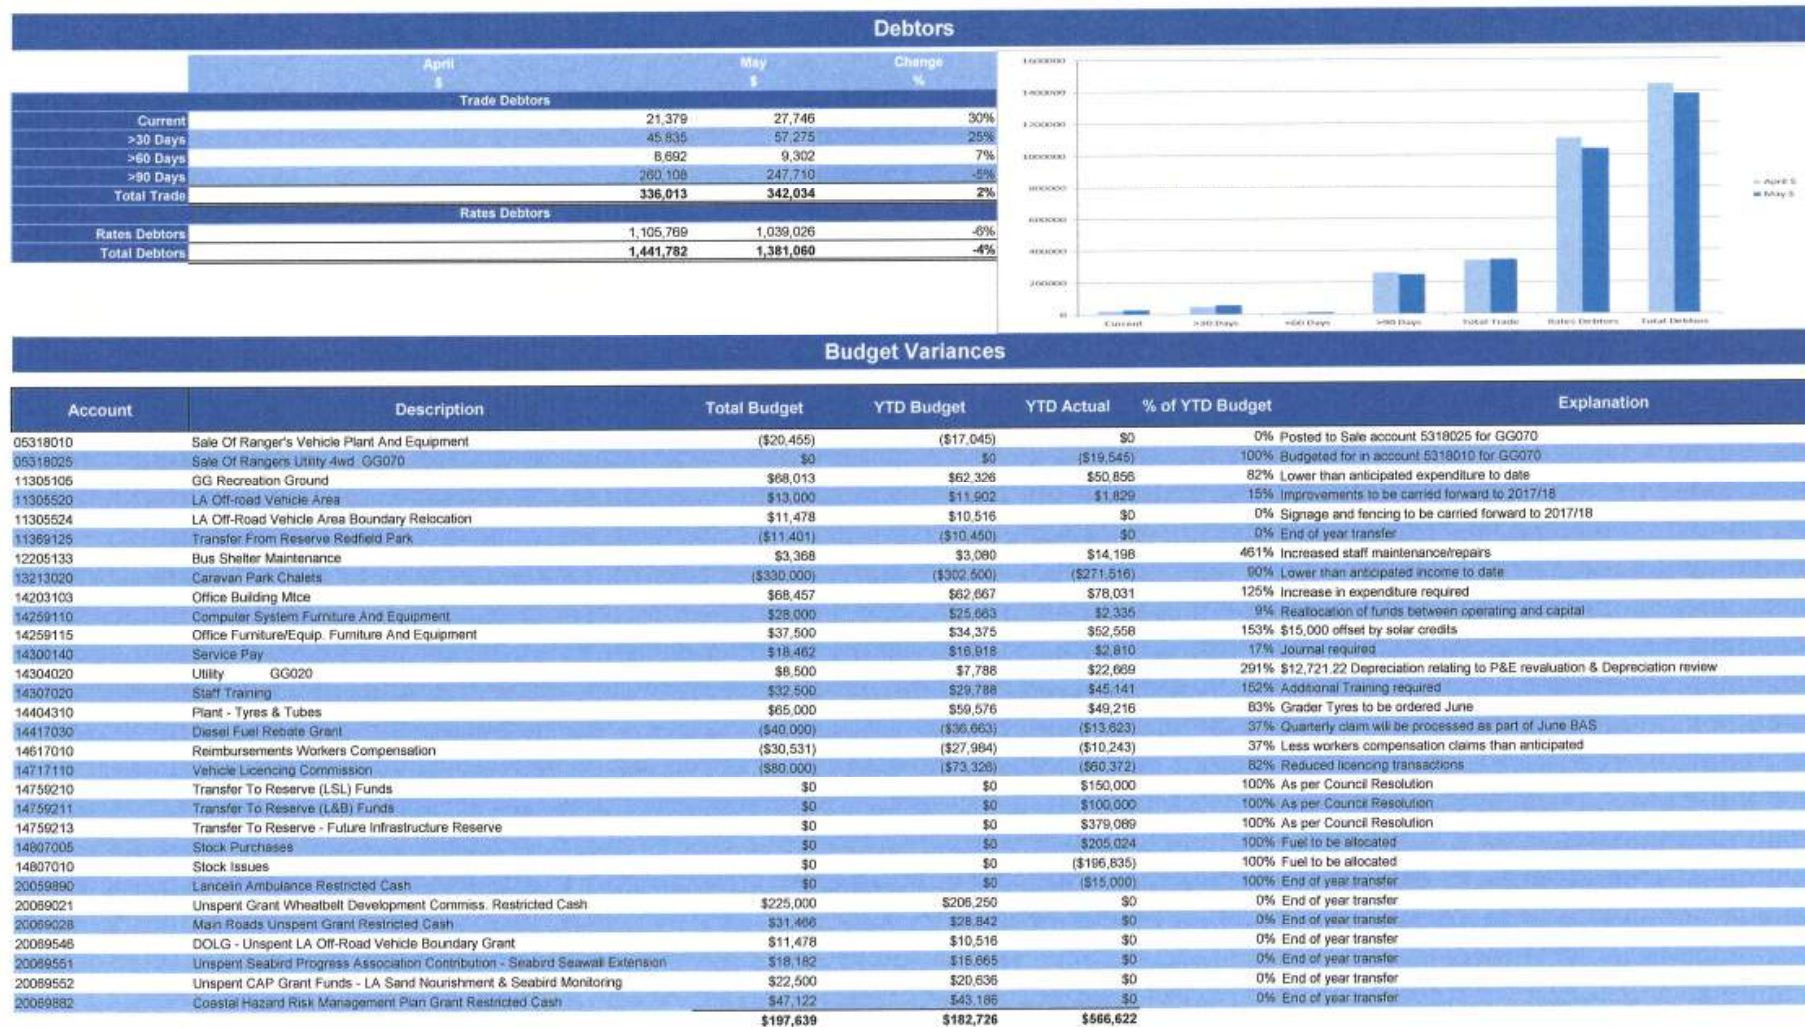 Debtors
April May Change
$ $ %
Trade Debtors
Current 21,379 27,746 30%
>30 Days 45,835 57,275 25%
>60 Days 8,692 9,302 7%
>90 Days 260,108 247,710 -5%
Total Trade 336,013 342,034 2%
Rates Debtors
Rates Debtors 1,105,769 1,039,026 -6%
Total Debtors 1,441,782 1,381,060 -4%
1600000
1400000
1200000
1000000
800000
600000
400000
200000
0
Current >30 Days >60 Days >90 Days Total Trade Rates Debtors Total Debtors
April $
May $
Budget Variances
Account Description Total Budget YTD Budget YTD Actual % of YTD Budget Explanation
05318010 Sale Of Ranger's Vehicle Plant And Equipment ($20,455) ($17,045) $0 0% Posted to Sale account 5318025 for GG070
05318025 Sale Of Rangers Utility 4wd GG070 $0 $0 ($19,545) 100% Budgeted for in account 5318010 for GG070
11305105 GG Recreation Ground $68,013 $62,326 $50,856 82% Lower than anticipated expenditure to date
11305520 LA Off-road Vehicle Area $13,000 $11,902 $1,829 15% Improvements to be carried forward to 2017/18
11305524 LA Off-Road Vehicle Area Boundary Relocation $11,478 $10,516 $0 0% Signage and fencing to be carried forward to 2017/18
11369125 Transfer From Reserve Redfield Park ($11,401) ($10,450) $0 0% End of year transfer
12205133 Bus Shelter Maintenance $3,368 $3,080 $14,198 461% Increased staff maintenance/repairs
13213020 Caravan Park Chalets ($330,000) ($302,500) ($271,516) 90% Lower than anticipated income to date
14203103 Office Building Mtce $68,457 $62,667 $78,031 125% Increase in expenditure required
14259110 Computer System Furniture And Equipment $28,000 $25,663 $2,335 9% Reallocation of funds between operating and capital
14259115 Office Furniture/Equip. Furniture And Equipment $37,500 $34,375 $52,558 153% $15,000 offset by solar credits
14300140 Service Pay $18,462 $16,918 $2,810 17% Journal required
14304020 Utility GG020 $8,500 $7,788 $22,669 291% $12,721.22 Depreciation relating to P&E revaluation & Depreciation review
14307020 Staff Training $32,500 $29,788 $45,141 152% Additional Training required
14404310 Plant - Tyres & Tubes $65,000 $59,576 $49,216 83% Grader Tyres to be ordered June
14417030 Diesel Fuel Rebate Grant ($40,000) ($36,663) ($13,623) 37% Quarterly claim will be processed as part of June BAS
14617010 Reimbursements Workers Compensation ($30,531) ($27,984) ($10,243) 37% Less workers compensation claims than anticipated
14717110 Vehicle Licencing Commission ($80,000) ($73,326) ($60,372) 82% Reduced licencing transactions
14759210 Transfer To Reserve (LSL) Funds $0 $0 $150,000 100% As per Council Resolution
14759211 Transfer To Reserve (L&B) Funds $0 $0 $100,000 100% As per Council Resolution
14759213 Transfer To Reserve - Future Infrastructure Reserve $0 $0 $379,089 100% As per Council Resolution
14807005 Stock Purchases $0 $0 $205,024 100% Fuel to be allocated
14807010 Stock Issues $0 $0 ($196,835) 100% Fuel to be allocated
20059890 Lancelin Ambulance Restricted Cash $0 $0 ($15,000) 100% End of year transfer
20069021 Unspent Grant Wheatbelt Development Commiss. Restricted Cash $225,000 $206,250 $0 0% End of year transfer
20069028 Main Roads Unspent Grant Restricted Cash $31,466 $28,842 $0 0% End of year transfer
20069546 DOLG - Unspent LA Off-Road Vehicle Boundary Grant $11,478 $10,516 $0 0% End of year transfer
20069551 Unspent Seabird Progress Association Contribution - Seabird Seawall Extension $18,182 $16,665 $0 0% End of year transfer
20069552 Unspent CAP Grant Funds - LA Sand Nourishment & Seabird Monitoring $22,500 $20,636 $0 0% End of year transfer
20069882 Coastal Hazard Risk Management Plan Grant Restricted Cash $47,122 $43,186 $0 0% End of year transfer
$197,639 $182,726 $566,622